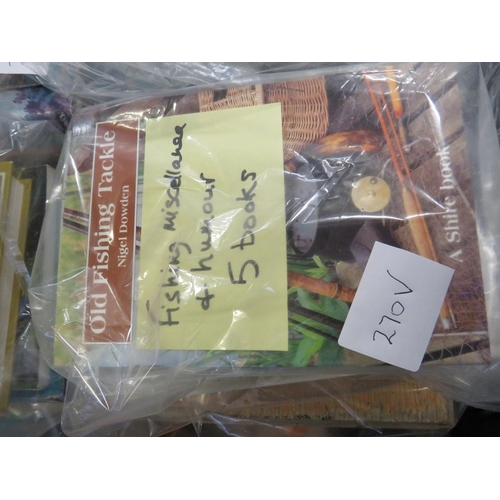 Old Fishing Tackle
Nigel Dowden
Fishing miscellanea
& humour
5 books
A Shire book
270V